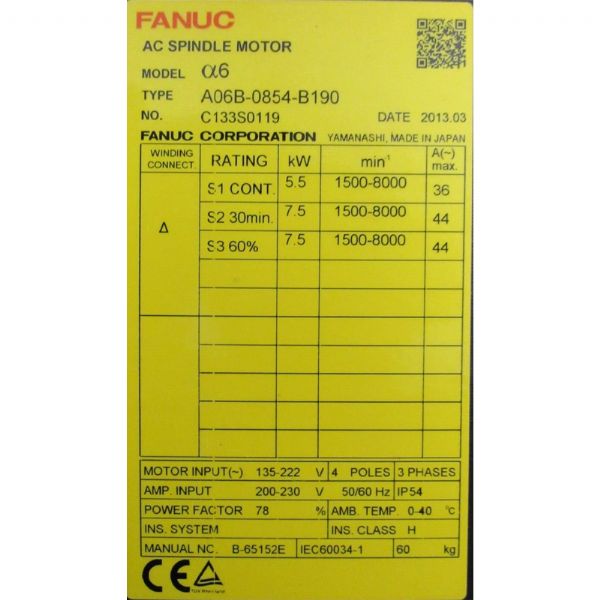 FANUC
AC SPINDLE MOTOR
MODEL α6
TYPE A06B-0854-B190
NO. C133S0119 DATE 2013.03
FANUC CORPORATION YAMANASHI, MADE IN JAPAN
WINDING CONNECT. RATING kW min⁻¹ A(~) max.
Δ
S1 CONT. 5.5 1500-8000 36
S2 30min. 7.5 1500-8000 44
S3 60% 7.5 1500-8000 44
MOTOR INPUT(~) 135-222 V 4 POLES 3 PHASES
AMP. INPUT 200-230 V 50/60 Hz IP54
POWER FACTOR 78 % AMB. TEMP. 0-40 °C
INS. SYSTEM INS. CLASS H
MANUAL NC. B-65152E IEC60034-1 60 kg
CE
TÜV Rheinland